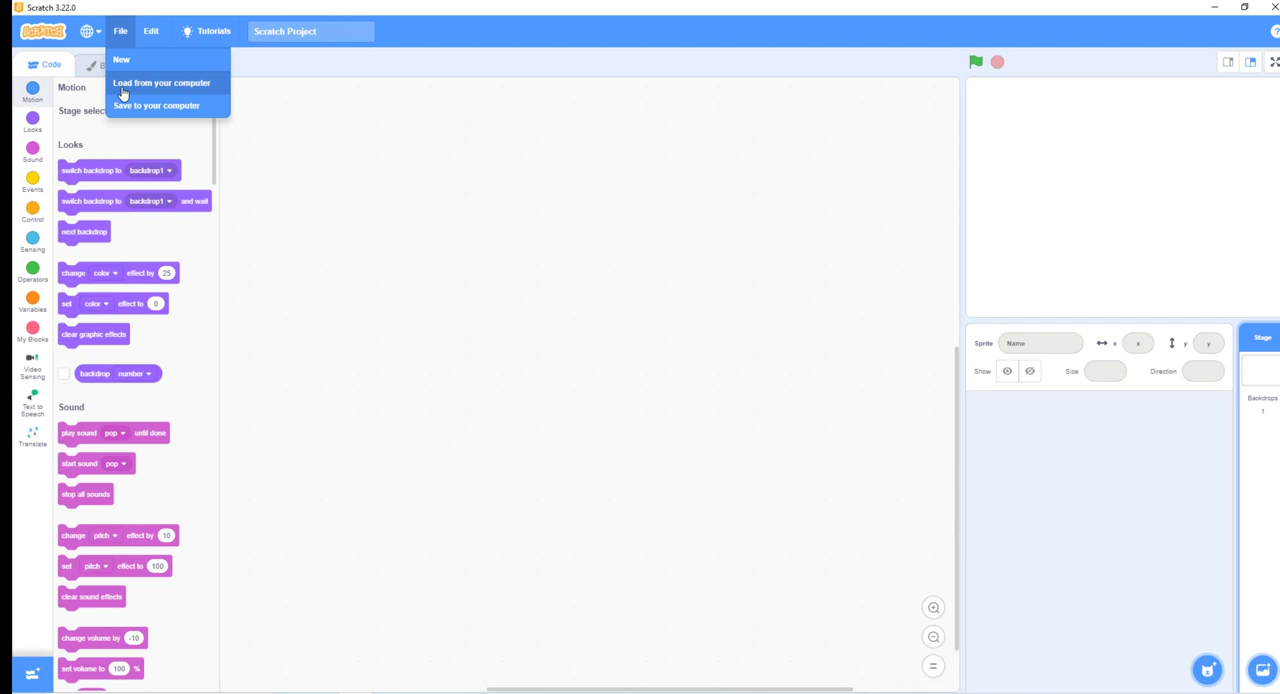 Scratch 3.22.0
SCRATCH
File
Edit
Tutorials
Scratch Project
New
Load from your computer
Save to your computer
Code
Motion
Looks
Sound
Events
Control
Sensing
Operators
Variables
My Blocks
Video
Sensing
Text to
Speech
Translate
Motion
Stage selec
Looks
switch backdrop to backdrop1
switch backdrop to backdrop1 and wait
next backdrop
change color effect by 25
set color effect to 0
clear graphic effects
backdrop number
Sound
play sound pop until done
start sound pop
stop all sounds
change pitch effect by 10
set pitch effect to 100
clear sound effects
change volume by -10
set volume to 100 %
Sprite Name x x y y
Show Size Direction
Stage
Backdrops
1